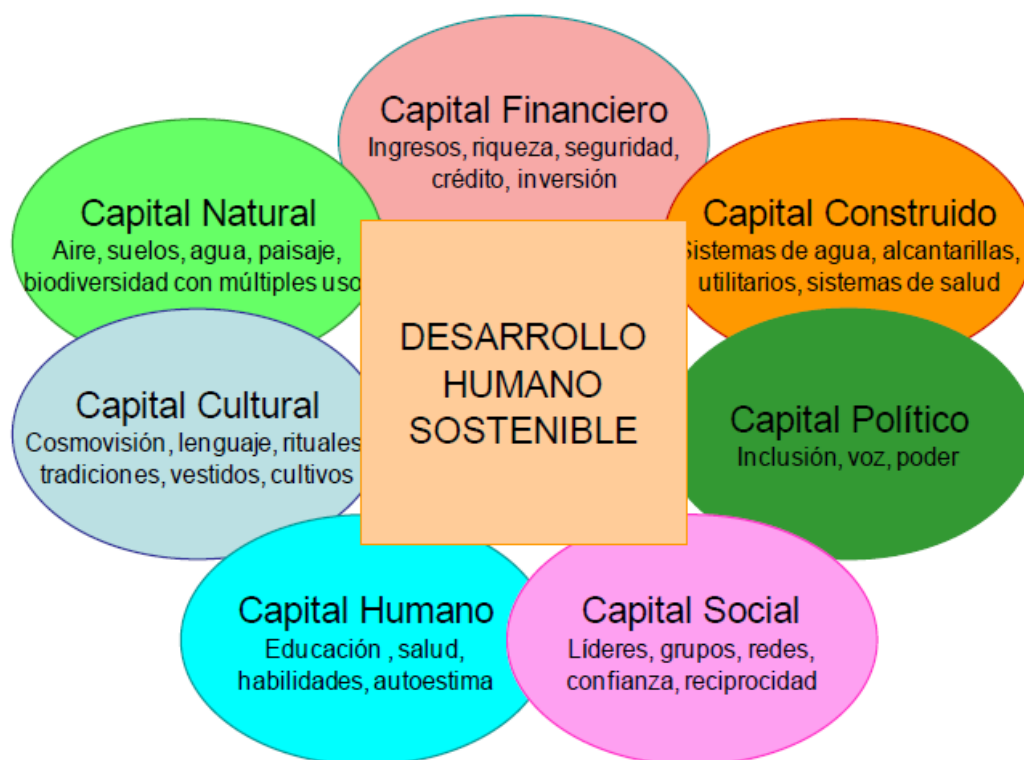 Capital Financiero
Ingresos, riqueza, seguridad,
crédito, inversión
Capital Natural
Aire, suelos, agua, paisaje,
biodiversidad con múltiples uso
Capital Construido
Sistemas de agua, alcantarillas,
utilitarios, sistemas de salud
DESARROLLO
HUMANO
SOSTENIBLE
Capital Cultural
Cosmovisión, lenguaje, rituales
tradiciones, vestidos, cultivos
Capital Político
Inclusión, voz, poder
Capital Humano
Educación , salud,
habilidades, autoestima
Capital Social
Líderes, grupos, redes,
confianza, reciprocidad